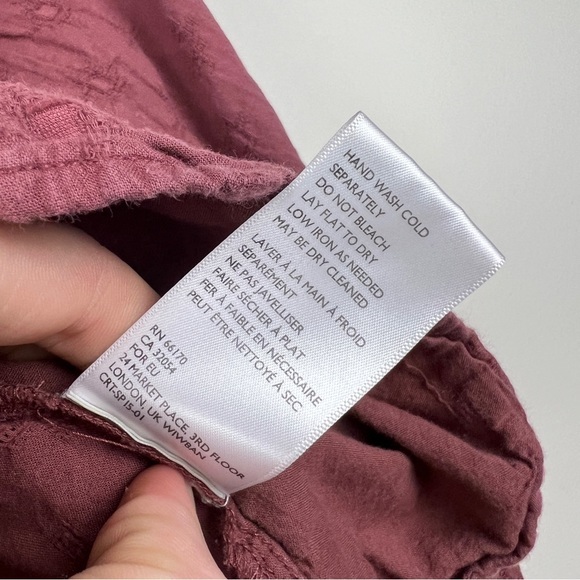 HAND WASH COLD
SEPARATELY
DO NOT BLEACH
LAY FLAT TO DRY
LOW IRON AS NEEDED
MAY BE DRY CLEANED
LAVER À LA MAIN À FROID
SÉPARÉMENT
NE PAS JAVELLISER
FAIRE SÉCHER À PLAT
FER À FAIBLE EN NÉCESSAIRE
PEUT ÊTRE NETTOYÉ A SEC
RN 66170
CA 32054
FOR EU
24 MARKET PLACE, 3RD FLOOR
LONDON, UK WIW8AN
CRT-SP15-01